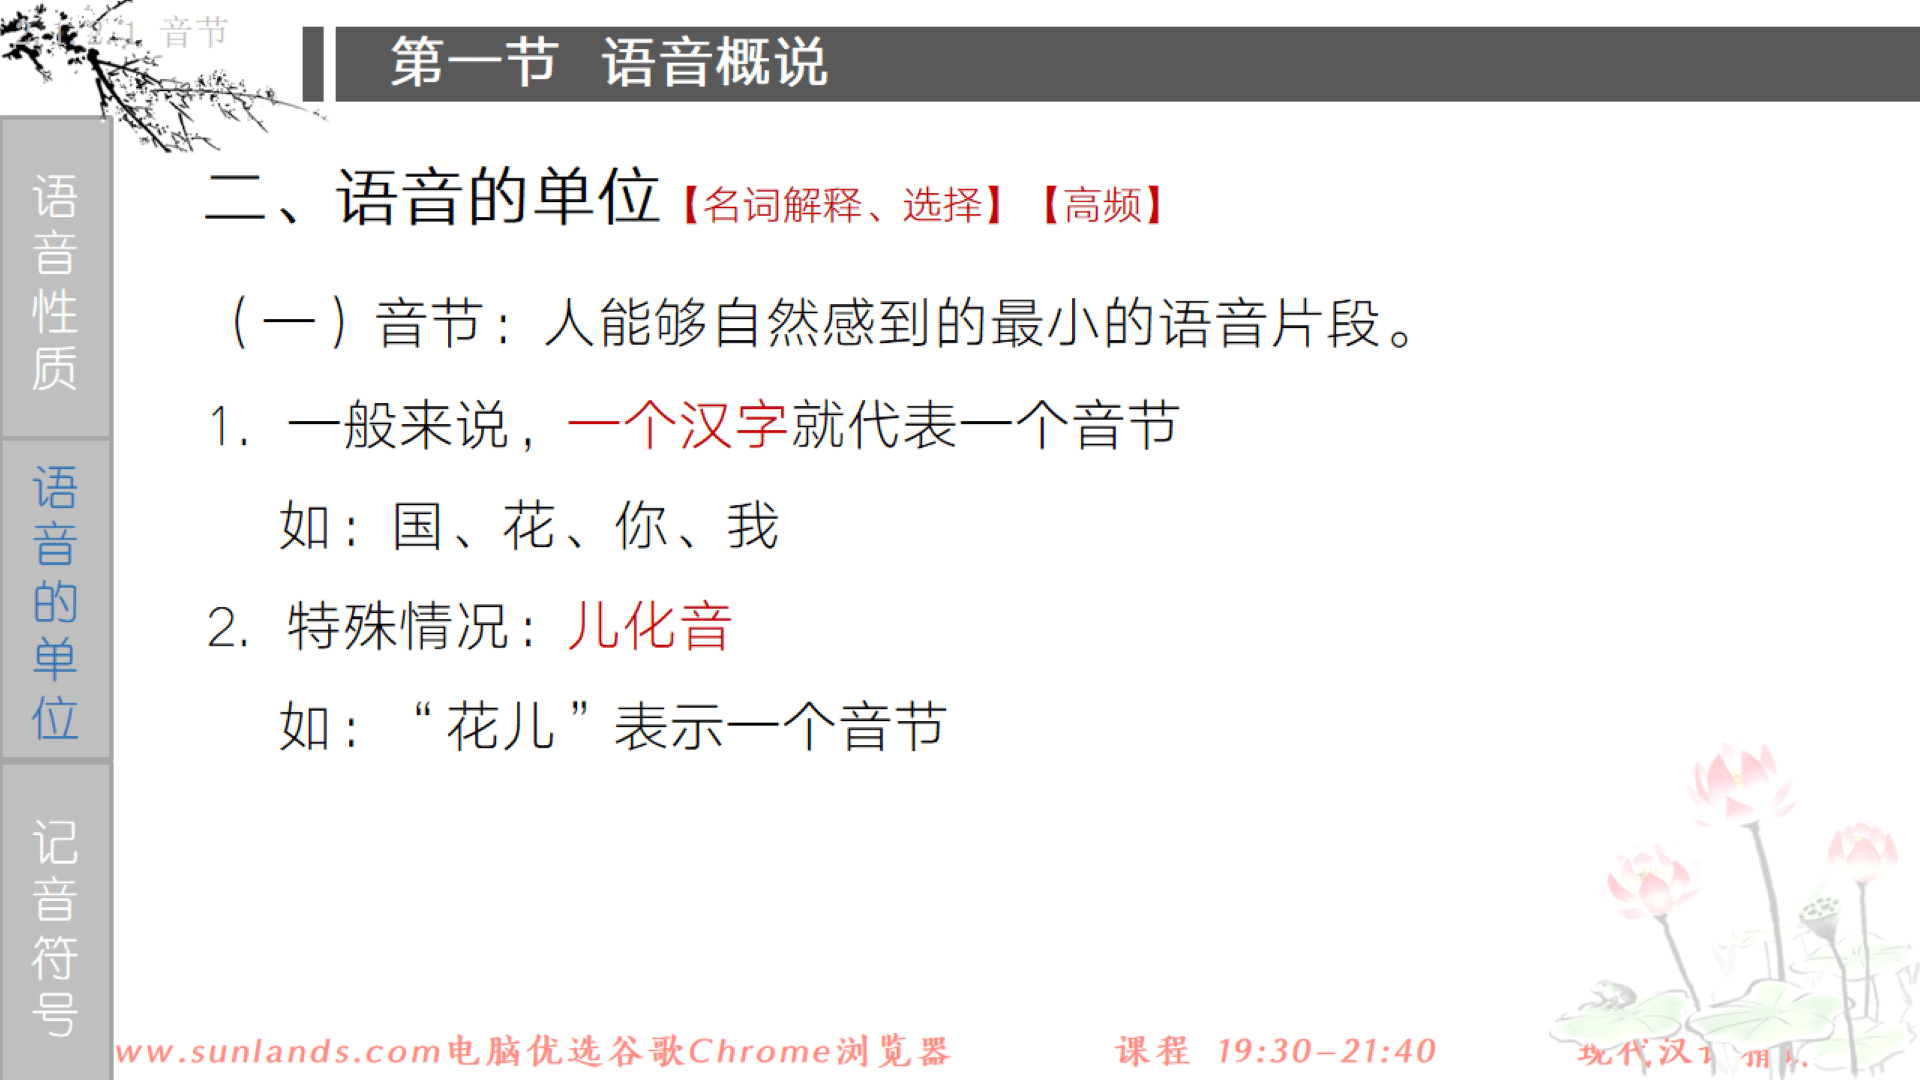 音节
第一节 语音概说
二、语音的单位【名词解释、选择】【高频】
（一）音节：人能够自然感到的最小的语音片段。
1. 一般来说，一个汉字就代表一个音节
如：国、花、你、我
2. 特殊情况：儿化音
如：“花儿”表示一个音节
语音性质
语音的单位
记音符号
ww.sunlands.com电脑优选谷歌Chrome浏览器 课程 19:30-21:40 现代汉